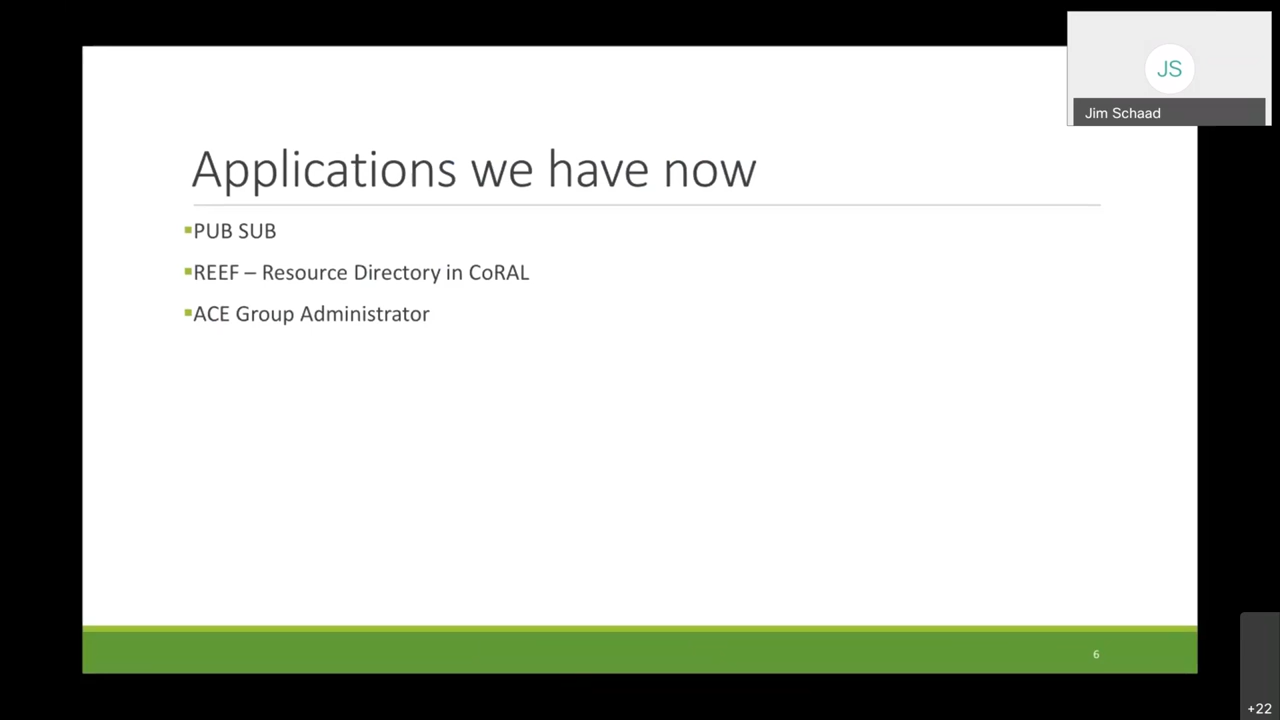 JS
Jim Schaad
Applications we have now
▪PUB SUB
▪REEF – Resource Directory in CoRAL
▪ACE Group Administrator
6
+22